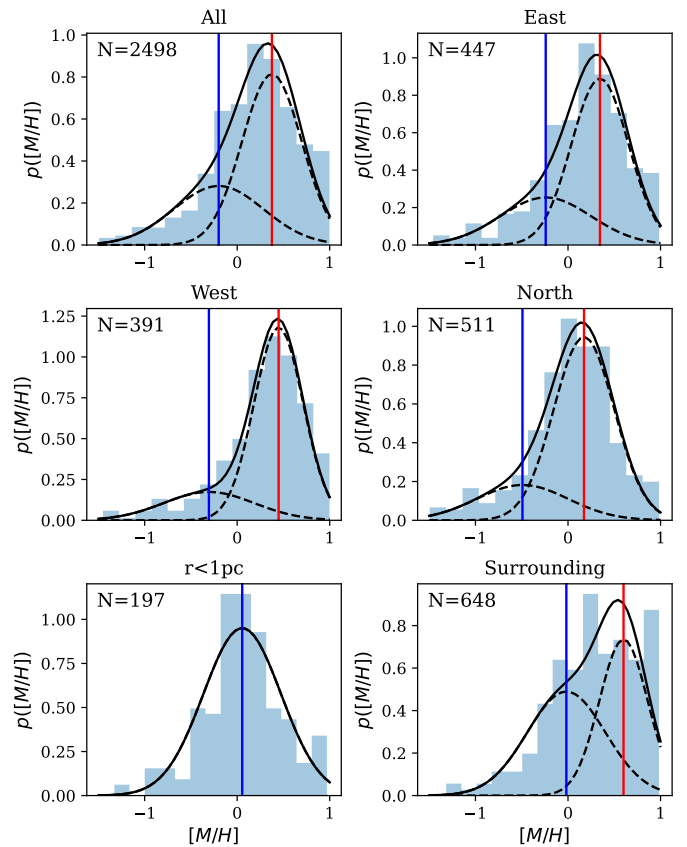 All
N=2498
p([M/H])
1.0
0.8
0.6
0.4
0.2
0.0
−1 0 1
East
N=447
p([M/H])
1.0
0.8
0.6
0.4
0.2
0.0
−1 0 1
West
N=391
p([M/H])
1.25
1.00
0.75
0.50
0.25
0.00
−1 0 1
North
N=511
p([M/H])
1.0
0.8
0.6
0.4
0.2
0.0
−1 0 1
r<1pc
N=197
p([M/H])
1.00
0.75
0.50
0.25
0.00
−1 0 1
[M/H]
Surrounding
N=648
p([M/H])
0.8
0.6
0.4
0.2
0.0
−1 0 1
[M/H]